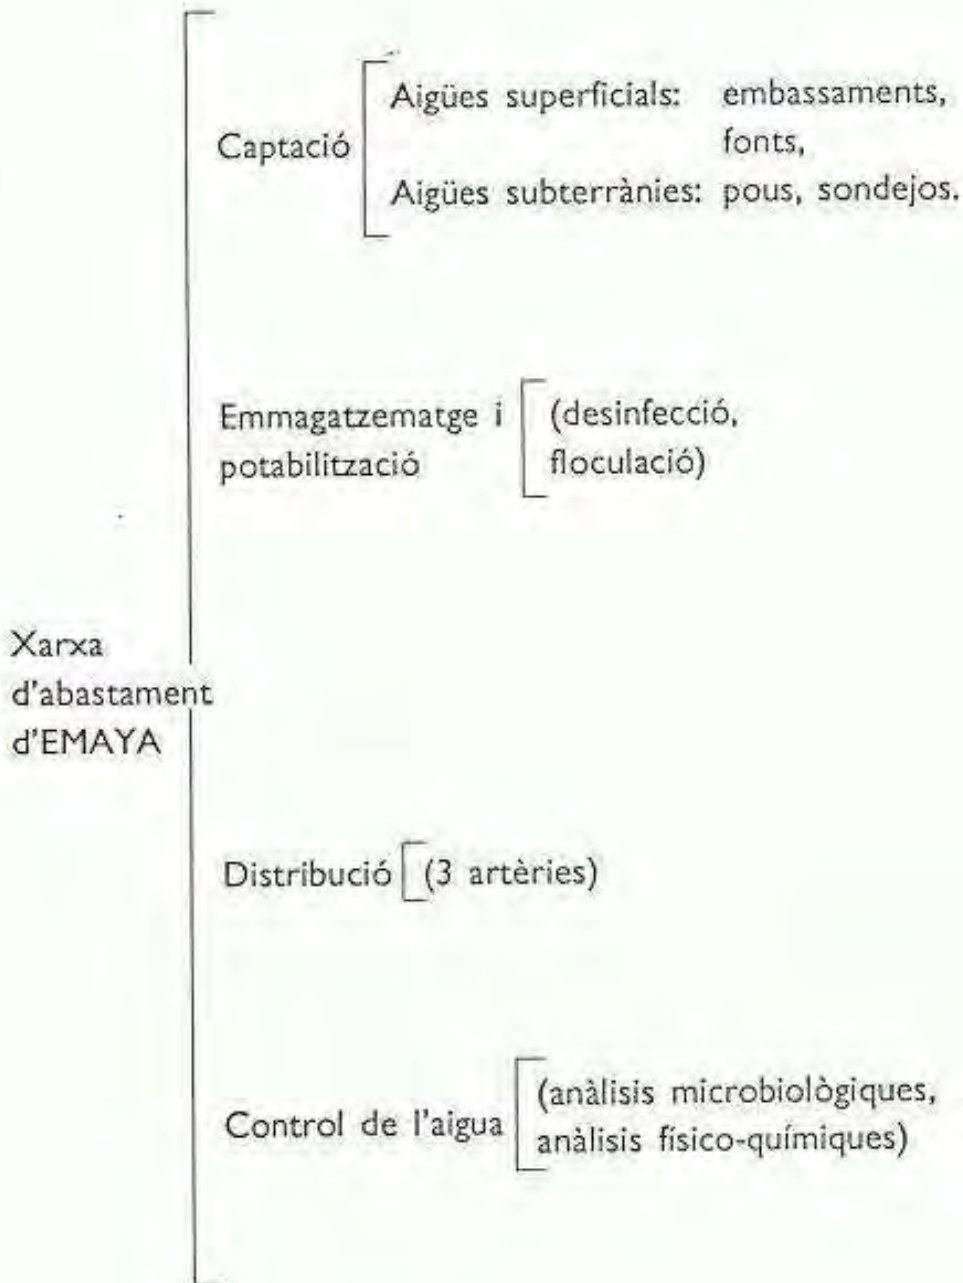 Captació
Aigües superficials: embassaments,
fonts,
Aigües subterrànies: pous, sondejos.
Emmagatzematge i
potabilització
(desinfecció,
floculació)
Xarxa
d'abastament
d'EMAYA
Distribució (3 artèries)
Control de l'aigua
(anàlisis microbiològiques,
anàlisis físico-químiques)